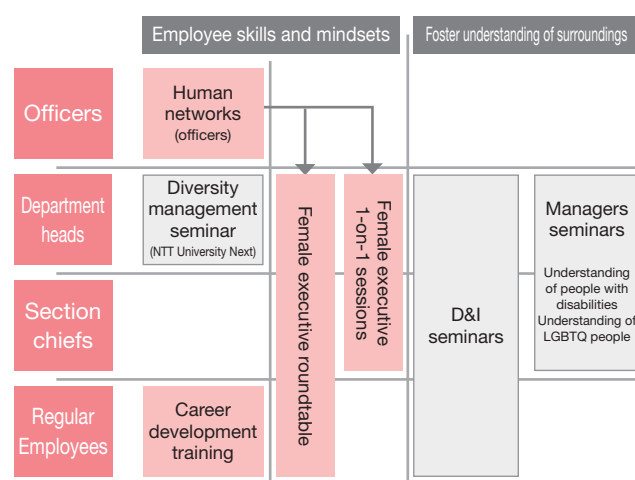 Employee skills and mindsets
Foster understanding of surroundings
Officers
Human
networks
(officers)
Department
heads
Diversity
management
seminar
(NTT University Next)
Female executive roundtable
Female executive
1-on-1 sessions
D&I
seminars
Managers
seminars
Understanding
of people with
disabilities
Understanding of
LGBTQ people
Section
chiefs
Regular
Employees
Career
development
training